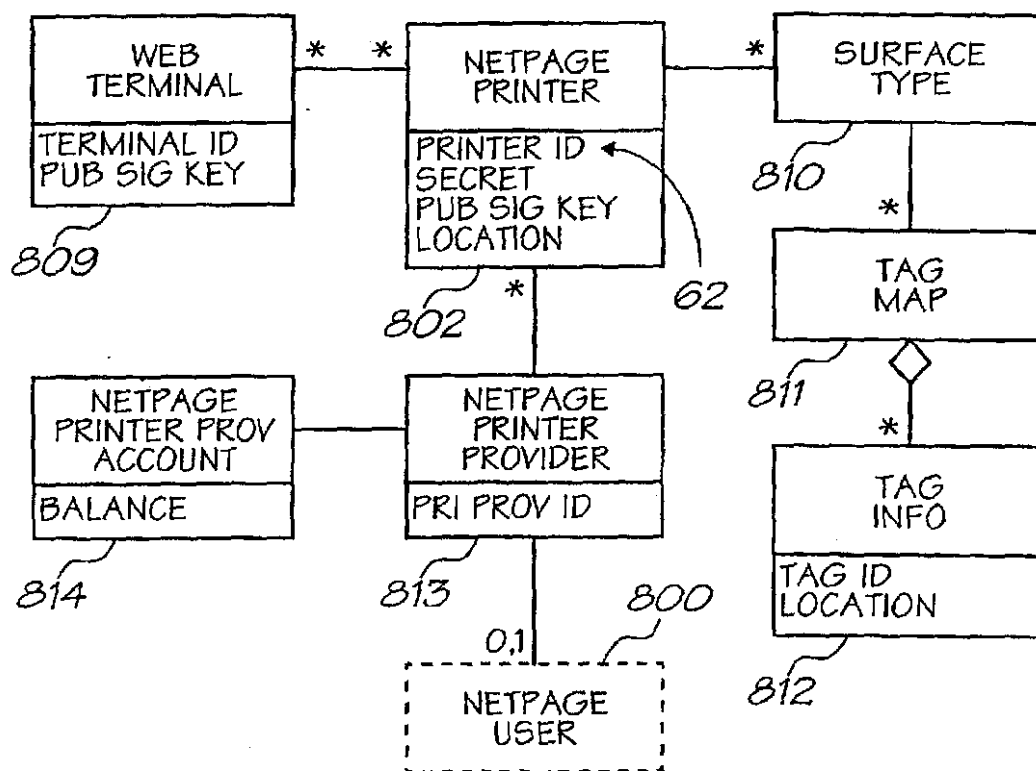 WEB
TERMINAL
TERMINAL ID
PUB SIG KEY
809
*
*
NETPAGE
PRINTER
PRINTER ID
SECRET
PUB SIG KEY
LOCATION
802
62
*
*
SURFACE
TYPE
810
*
TAG
MAP
811
*
TAG
INFO
TAG ID
LOCATION
812
NETPAGE
PRINTER PROV
ACCOUNT
BALANCE
814
NETPAGE
PRINTER
PROVIDER
PRI PROV ID
813
0,1
800
NETPAGE
USER